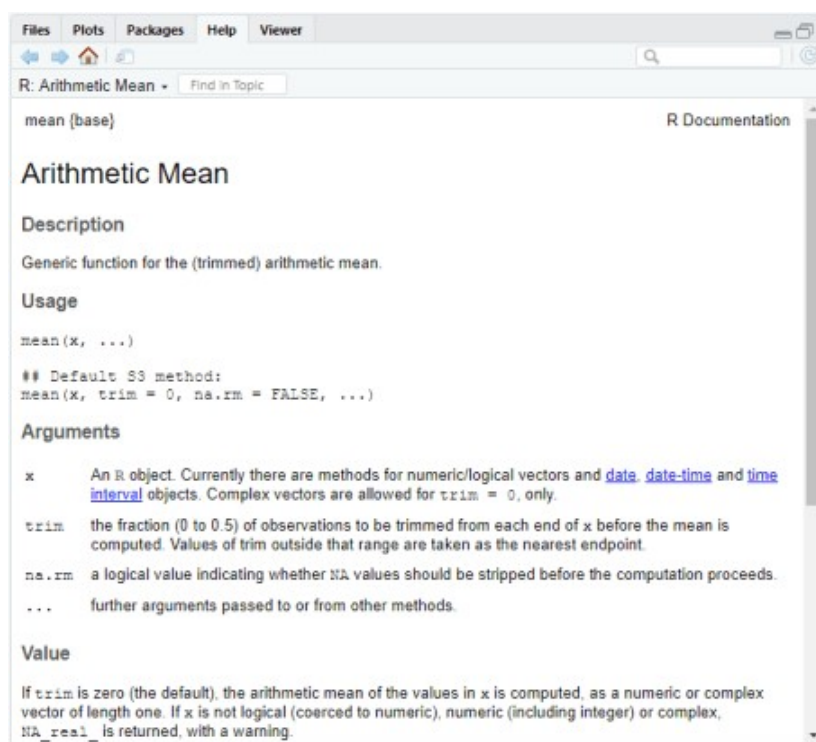 Files Plots Packages Help Viewer
R: Arithmetic Mean Find in Topic
mean {base} R Documentation
Arithmetic Mean
Description
Generic function for the (trimmed) arithmetic mean.
Usage
mean(x, ...)
## Default S3 method:
mean(x, trim = 0, na.rm = FALSE, ...)
Arguments
x An R object. Currently there are methods for numeric/logical vectors and date, date-time and time
interval objects. Complex vectors are allowed for trim = 0, only.
trim the fraction (0 to 0.5) of observations to be trimmed from each end of x before the mean is
computed. Values of trim outside that range are taken as the nearest endpoint.
na.rm a logical value indicating whether NA values should be stripped before the computation proceeds.
... further arguments passed to or from other methods.
Value
If trim is zero (the default), the arithmetic mean of the values in x is computed, as a numeric or complex
vector of length one. If x is not logical (coerced to numeric), numeric (including integer) or complex,
NA_real_ is returned, with a warning.